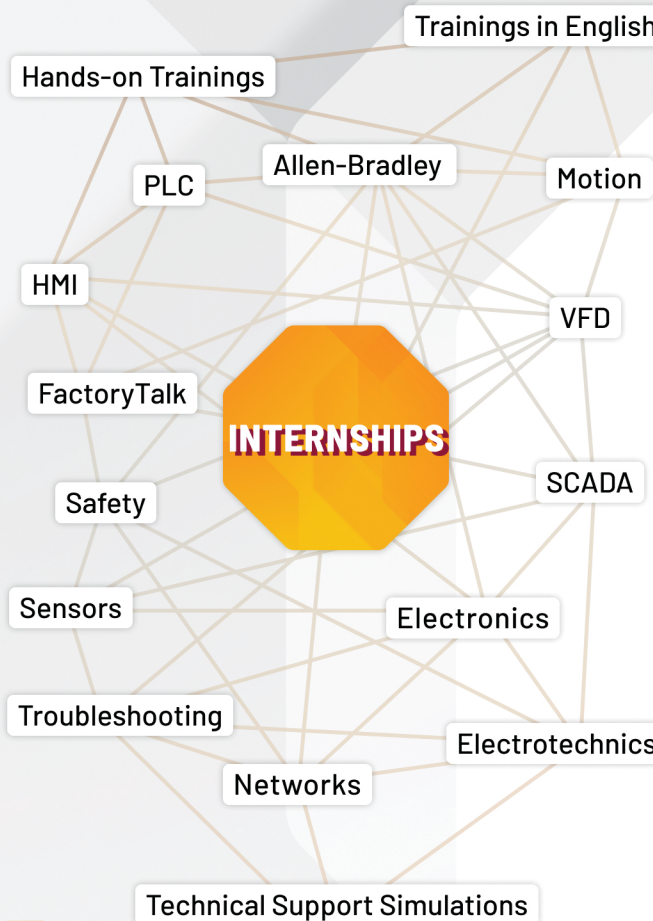 Trainings in English
Hands-on Trainings
Allen-Bradley
PLC
Motion
HMI
VFD
FactoryTalk
INTERNSHIPS
SCADA
Safety
Sensors
Electronics
Troubleshooting
Electrotechnics
Networks
Technical Support Simulations